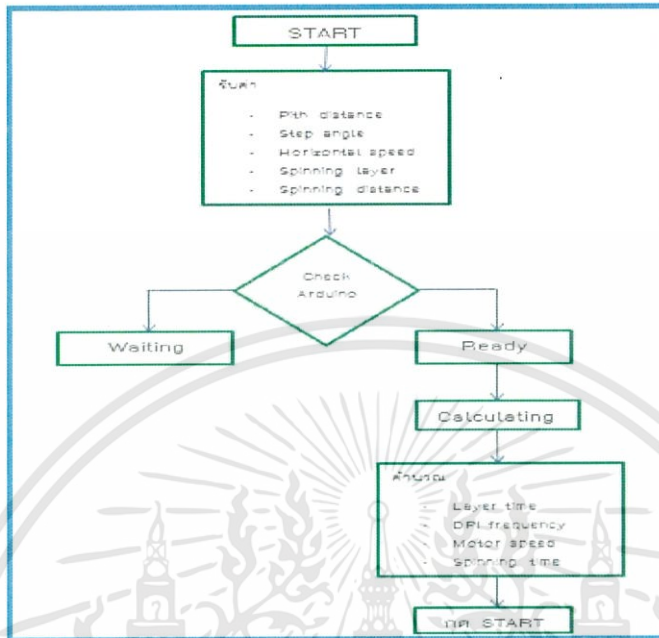 START
รับค่า
- Pith distance
- Step angle
- Horizontal speed
- Spinning layer
- Spinning distance
Check
Arduino
Waiting
Ready
Calculating
คำนวณ
- Layer time
- DRI frequency
- Motor speed
- Spinning time
กด START